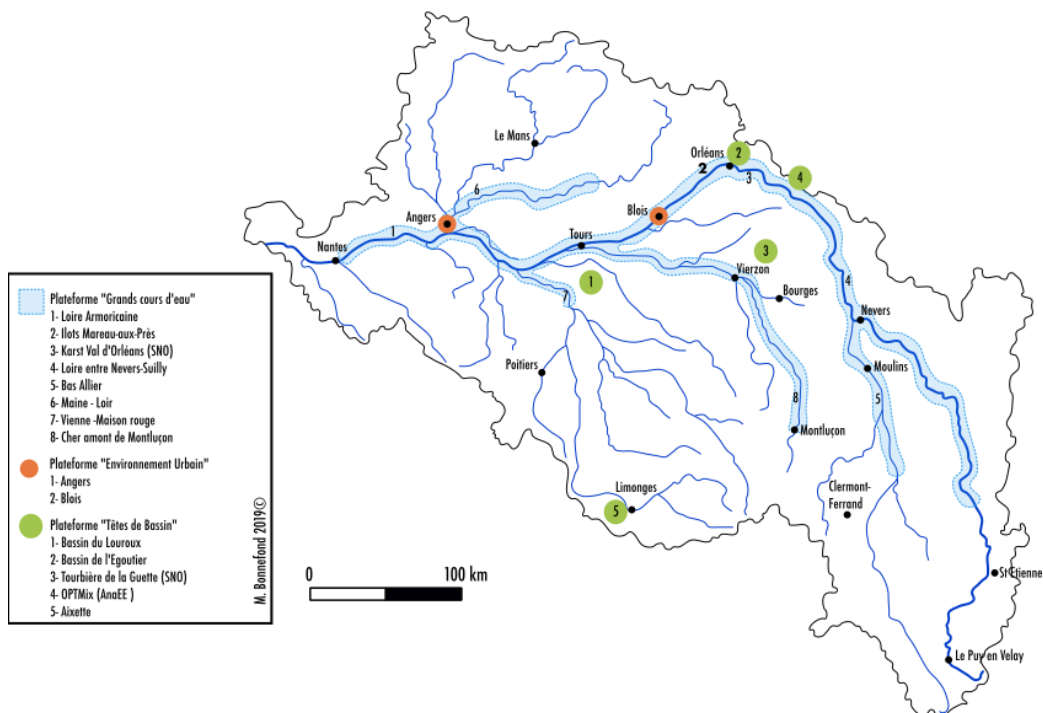 Le Mans
Orléans
2
2
3
4
6
Angers
Blois
1
Nantes
Tours
3
Vierzon
1
Bourges
7
4
Nevers
Poitiers
Moulins
5
8
Montluçon
Limonges
5
Clermont-
Ferrand
St Etienne
Le Puy en Velay
Plateforme "Grands cours d'eau"
1- Loire Armoricaine
2- Ilots Mareau-aux-Près
3- Karst Val d'Orléans (SNO)
4- Loire entre Nevers-Suilly
5- Bas Allier
6- Maine - Loir
7- Vienne -Maison rouge
8- Cher amont de Montluçon
Plateforme "Environnement Urbain"
1- Angers
2- Blois
Plateforme "Têtes de Bassin"
1- Bassin du Louroux
2- Bassin de l'Egoutier
3- Tourbière de la Guette (SNO)
4- OPTMix (AnaEE )
5- Aixette
M. Bonnefond 2019©
0 100 km